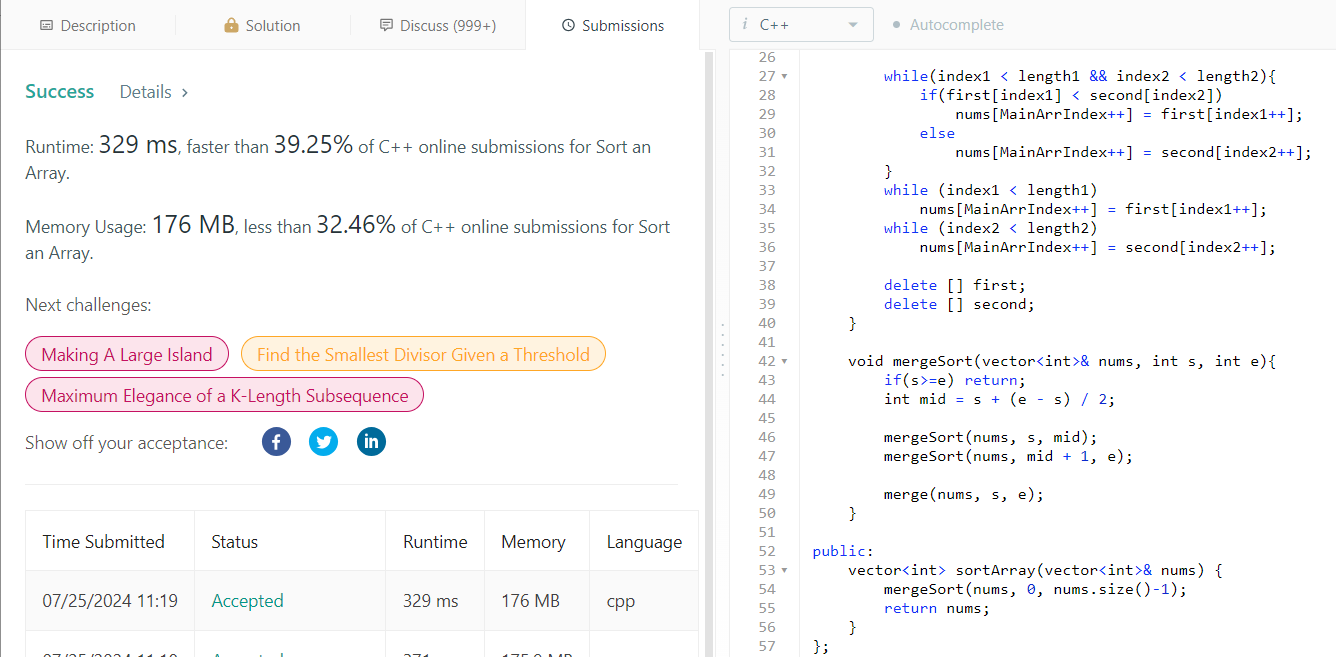 Description
Solution
Discuss (999+)
Submissions
Success
Details
Runtime: 329 ms, faster than 39.25% of C++ online submissions for Sort an
Array.
Memory Usage: 176 MB, less than 32.46% of C++ online submissions for Sort
an Array.
Next challenges:
Making A Large Island
Find the Smallest Divisor Given a Threshold
Maximum Elegance of a K-Length Subsequence
Show off your acceptance:
Time Submitted Status Runtime Memory Language
07/25/2024 11:19 Accepted 329 ms 176 MB cpp
i C++
Autocomplete
26
27 while(index1 < length1 && index2 < length2){
28 if(first[index1] < second[index2])
29 nums[MainArrIndex++] = first[index1++];
30 else
31 nums[MainArrIndex++] = second[index2++];
32 }
33 while (index1 < length1)
34 nums[MainArrIndex++] = first[index1++];
35 while (index2 < length2)
36 nums[MainArrIndex++] = second[index2++];
37
38 delete [] first;
39 delete [] second;
40 }
41
42 void mergeSort(vector<int>& nums, int s, int e){
43 if(s>=e) return;
44 int mid = s + (e - s) / 2;
45
46 mergeSort(nums, s, mid);
47 mergeSort(nums, mid + 1, e);
48
49 merge(nums, s, e);
50 }
51
52 public:
53 vector<int> sortArray(vector<int>& nums) {
54 mergeSort(nums, 0, nums.size()-1);
55 return nums;
56 }
57 };